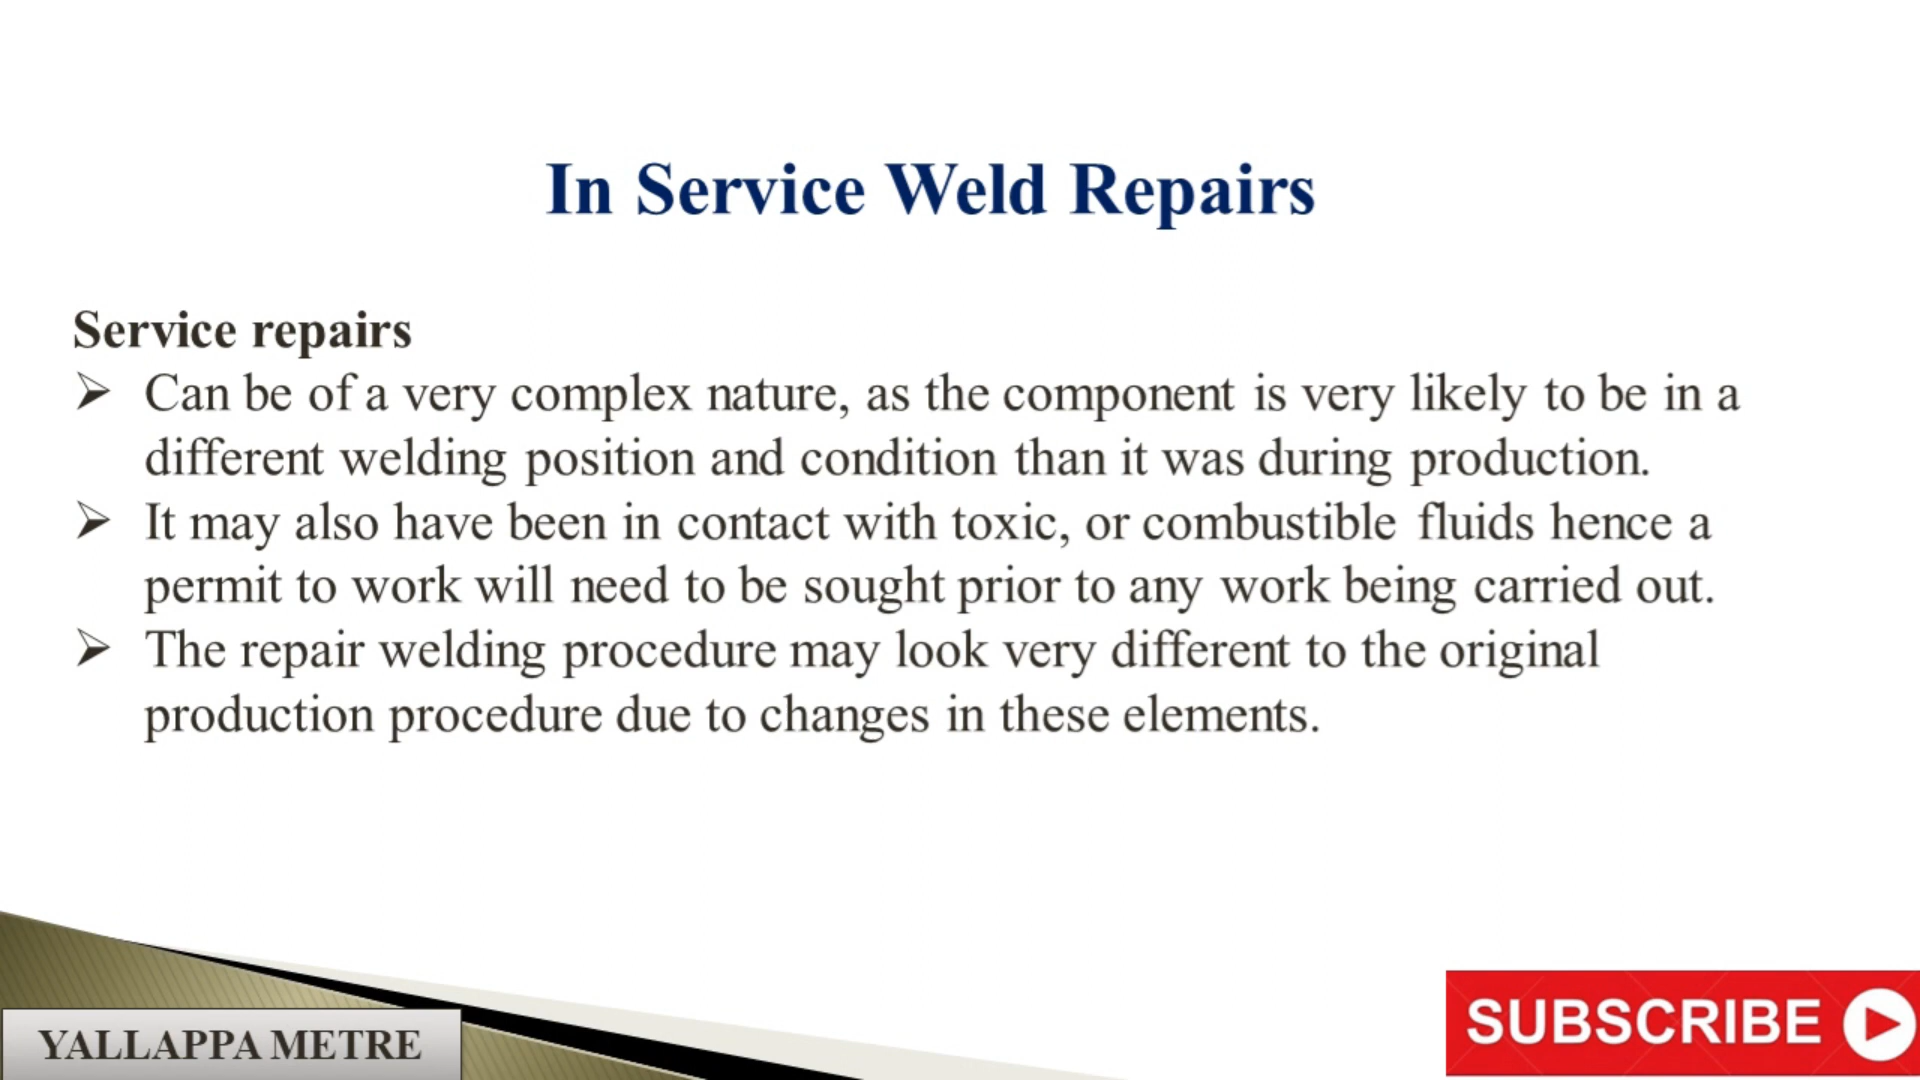 In Service Weld Repairs
Service repairs
➢ Can be of a very complex nature, as the component is very likely to be in a
different welding position and condition than it was during production.
➢ It may also have been in contact with toxic, or combustible fluids hence a
permit to work will need to be sought prior to any work being carried out.
➢ The repair welding procedure may look very different to the original
production procedure due to changes in these elements.
YALLAPPA METRE
SUBSCRIBE